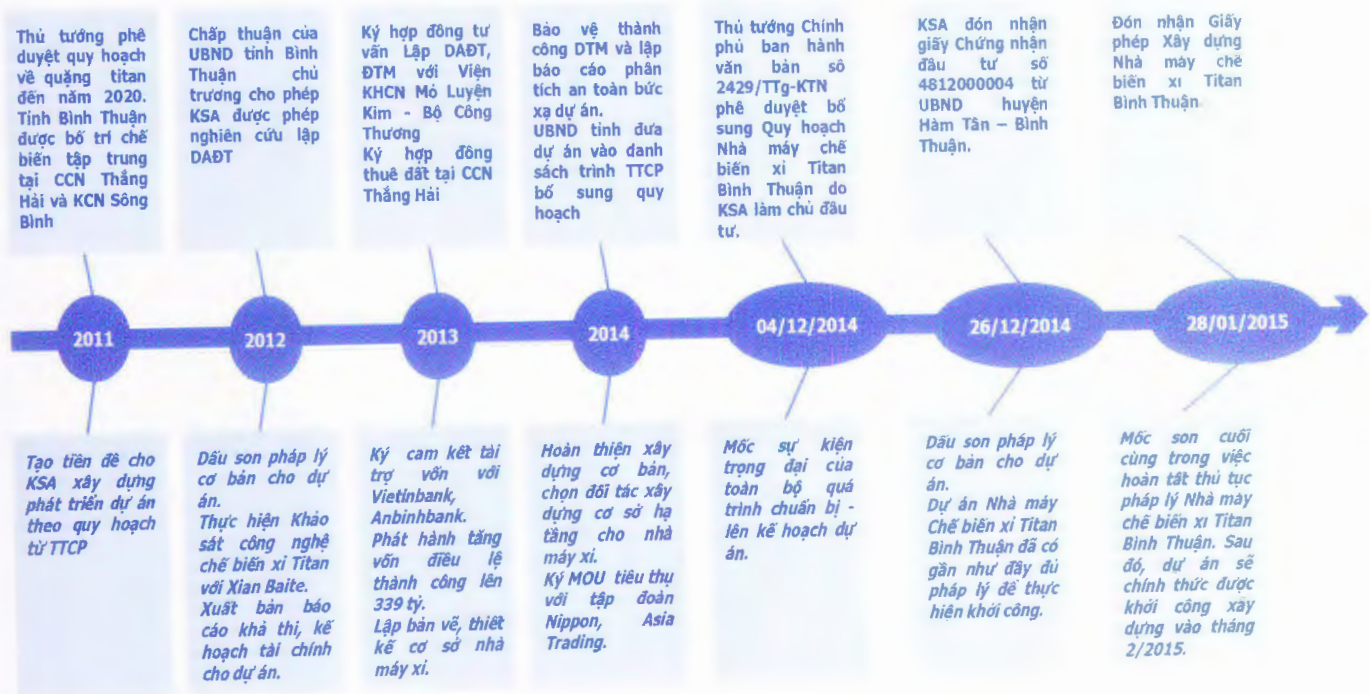 Thủ tướng phê
duyệt quy hoạch
về quặng titan
đến năm 2020.
Tỉnh Bình Thuận
được bố trí chế
biến tập trung
tại CCN Thắng
Hải và KCN Sông
Bình
Chấp thuận của
UBND tỉnh Bình
Thuận chủ
trương cho phép
KSA được phép
nghiên cứu lập
DAĐT
Ký hợp đồng tư
vấn Lập DAĐT,
ĐTM với Viện
KHCN Mỏ Luyện
Kim - Bộ Công
Thương
Ký hợp đồng
thuê đất tại CCN
Thắng Hải
Bảo vệ thành
công DTM và lập
báo cáo phân
tích an toàn bức
xạ dự án.
UBND tỉnh đưa
dự án vào danh
sách trình TTCP
bổ sung quy
hoạch
Thủ tướng Chính
phủ ban hành
văn bản số
2429/TTg-KTN
phê duyệt bổ
sung Quy hoạch
Nhà máy chế
biến xỉ Titan
Bình Thuận do
KSA làm chủ đầu
tư.
KSA đón nhận
giấy Chứng nhận
đầu tư số
4812000004 từ
UBND huyện
Hàm Tân – Bình
Thuận.
Đón nhận Giấy
phép Xây dựng
Nhà máy chế
biến xỉ Titan
Bình Thuận
2011
2012
2013
2014
04/12/2014
26/12/2014
28/01/2015
Tạo tiền đề cho
KSA xây dựng
phát triển dự án
theo quy hoạch
từ TTCP
Dấu son pháp lý
cơ bản cho dự
án.
Thực hiện Khảo
sát công nghệ
chế biến xỉ Titan
với Xian Baite.
Xuất bản báo
cáo khả thi, kế
hoạch tài chính
cho dự án.
Ký cam kết tài
trợ vốn với
Vietinbank,
Anbinhbank.
Phát hành tăng
vốn điều lệ
thành công lên
339 tỷ.
Lập bản vẽ, thiết
kế cơ sở nhà
máy xỉ.
Hoàn thiện xây
dựng cơ bản,
chọn đối tác xây
dựng cơ sở hạ
tầng cho nhà
máy xỉ.
Ký MOU tiêu thụ
với tập đoàn
Nippon, Asia
Trading.
Mốc sự kiện
trọng đại của
toàn bộ quá
trình chuẩn bị -
lên kế hoạch dự
án.
Dấu son pháp lý
cơ bản cho dự
án.
Dự án Nhà máy
Chế biến xỉ Titan
Bình Thuận đã có
gần như đầy đủ
pháp lý để thực
hiện khởi công.
Mốc son cuối
cùng trong việc
hoàn tất thủ tục
pháp lý Nhà máy
chế biến xỉ Titan
Bình Thuận. Sau
đó, dự án sẽ
chính thức được
khởi công xây
dựng vào tháng
2/2015.